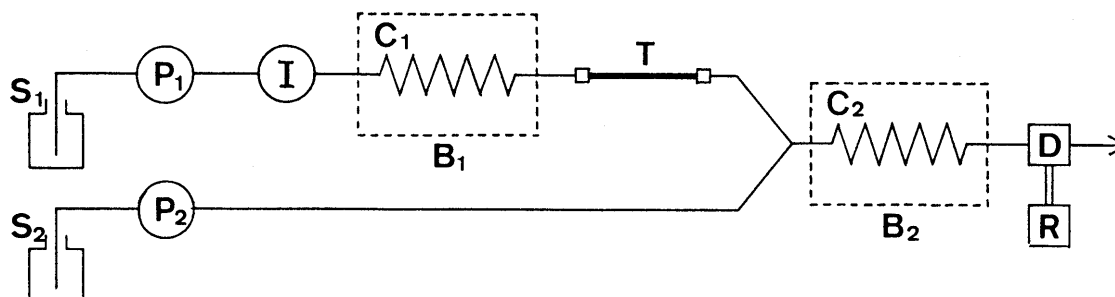 S₁
P₁
I
C₁
B₁
T
C₂
B₂
D
R
S₂
P₂